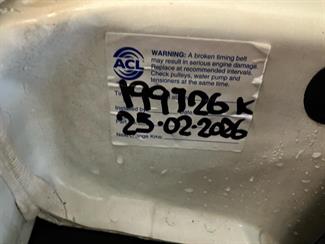 ACL
WARNING: A broken timing belt
may result in serious engine damage.
Replace at recommended intervals.
Check pulleys, water pump and
tensioners at the same time.
199726 K
25-02-2026